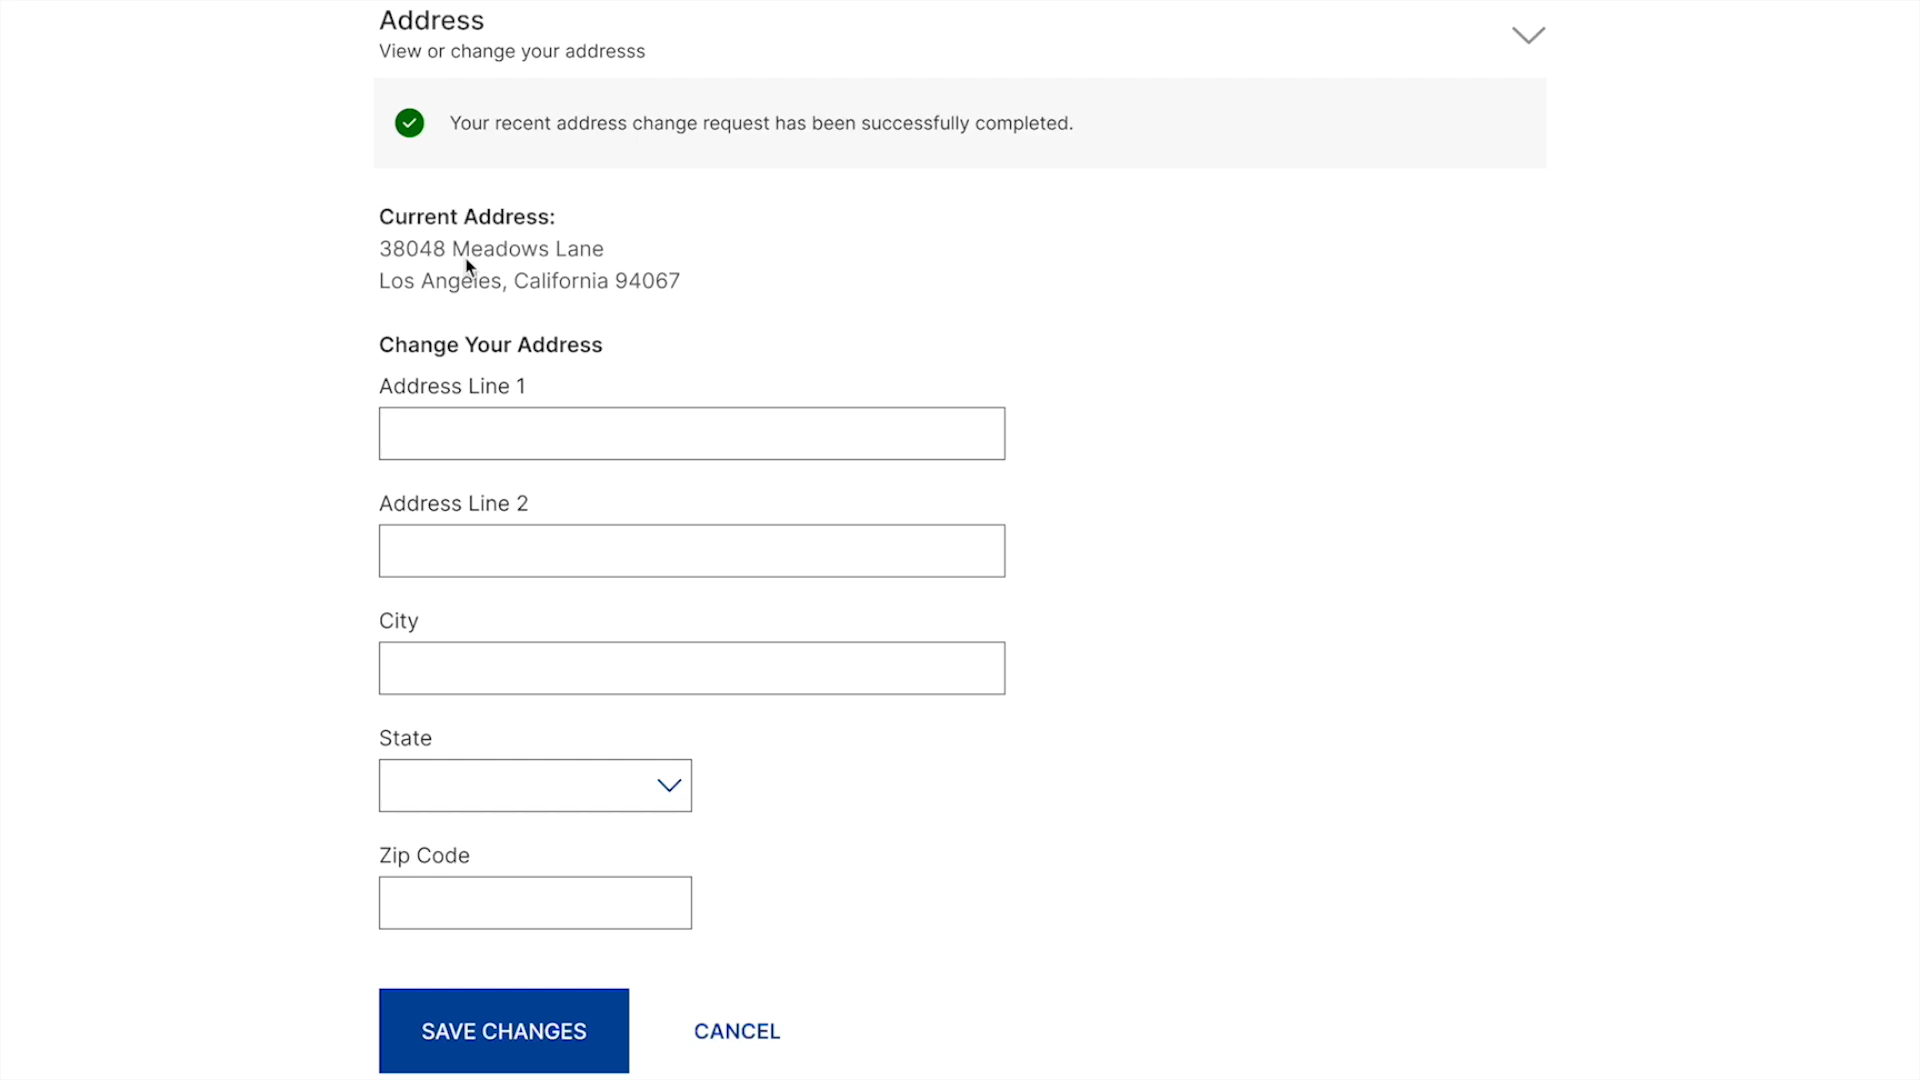 Address
View or change your addresss
Your recent address change request has been successfully completed.
Current Address:
38048 Meadows Lane
Los Angeles, California 94067
Change Your Address
Address Line 1
Address Line 2
City
State
Zip Code
SAVE CHANGES
CANCEL